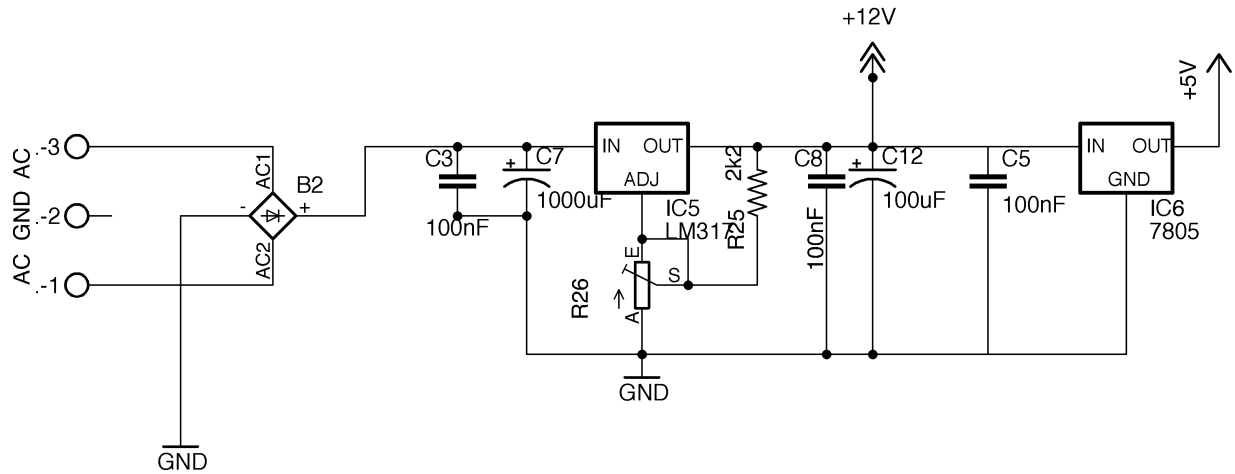 +12V
+5V
AC
.-3
GND
.-2
AC
.-1
AC1
B2
-
+
AC2
GND
C3
100nF
+
C7
1000uF
IN
OUT
ADJ
IC5
LM317
2k2
R25
R26
E
S
A
GND
C8
100nF
+
C12
100uF
C5
100nF
IN
OUT
GND
IC6
7805